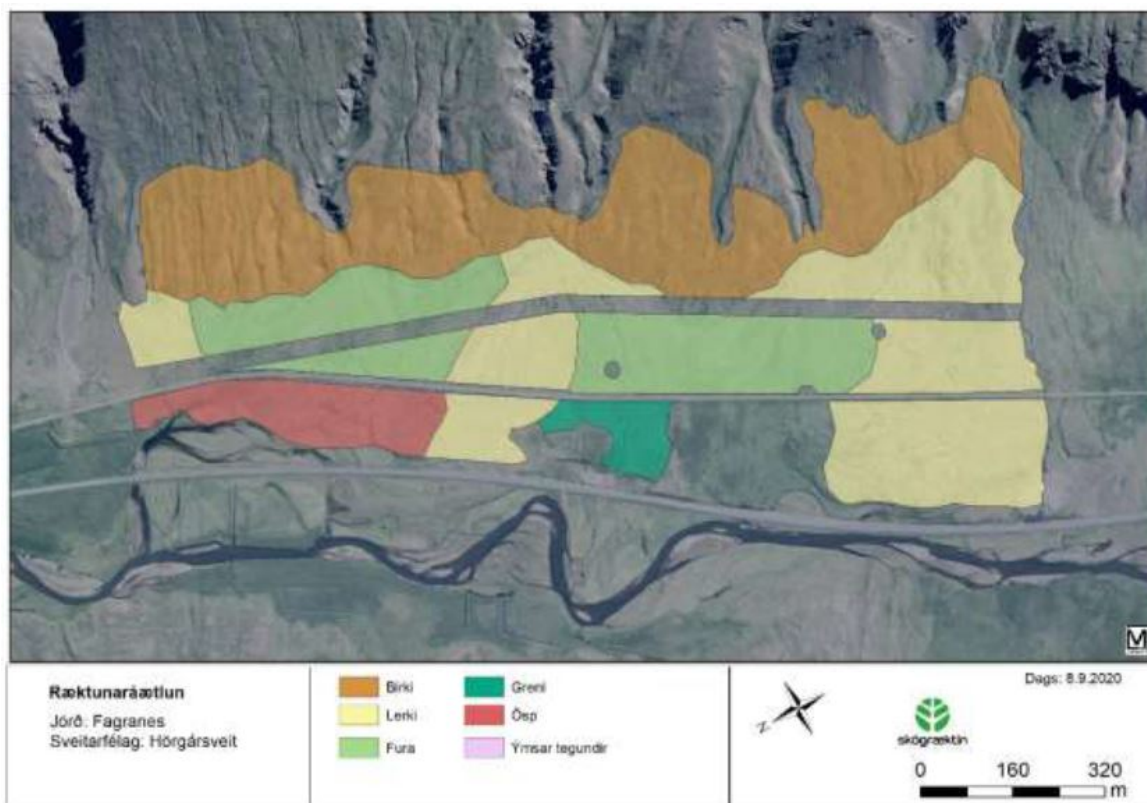 Ræktunaráætlun
Jörð: Fagranes
Sveitarfélag: Hörgársveit
Birki
Lerki
Fura
Greni
Ösp
Ýmsar tegundir
N
skógræktin
Dags: 8.9.2020
0 160 320
m